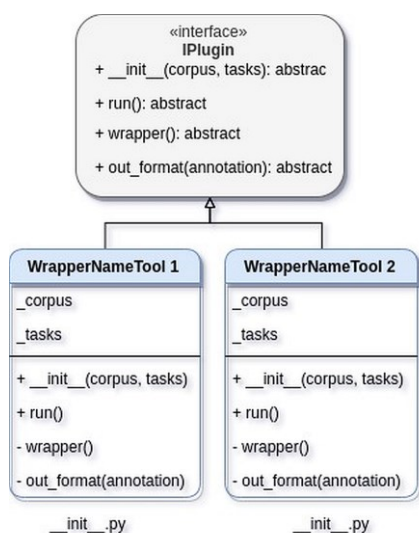 «interface»
IPlugin
+ __init__(corpus, tasks): abstrac
+ run(): abstract
+ wrapper(): abstract
+ out_format(annotation): abstract
WrapperNameTool 1
_corpus
_tasks
+ __init__(corpus, tasks)
+ run()
- wrapper()
- out_format(annotation)
__init__.py
WrapperNameTool 2
_corpus
_tasks
+ __init__(corpus, tasks)
+ run()
- wrapper()
- out_format(annotation)
__init__.py